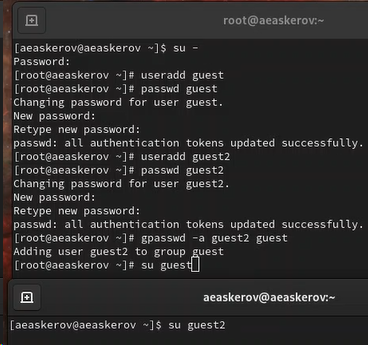 root@aeaskerov:~
[aeaskerov@aeaskerov ~]$ su -
Password:
[root@aeaskerov ~]# useradd guest
[root@aeaskerov ~]# passwd guest
Changing password for user guest.
New password:
Retype new password:
passwd: all authentication tokens updated successfully.
[root@aeaskerov ~]# useradd guest2
[root@aeaskerov ~]# passwd guest2
Changing password for user guest2.
New password:
Retype new password:
passwd: all authentication tokens updated successfully.
[root@aeaskerov ~]# gpasswd -a guest2 guest
Adding user guest2 to group guest
[root@aeaskerov ~]# su guest
aeaskerov@aeaskerov:~
[aeaskerov@aeaskerov ~]$ su guest2